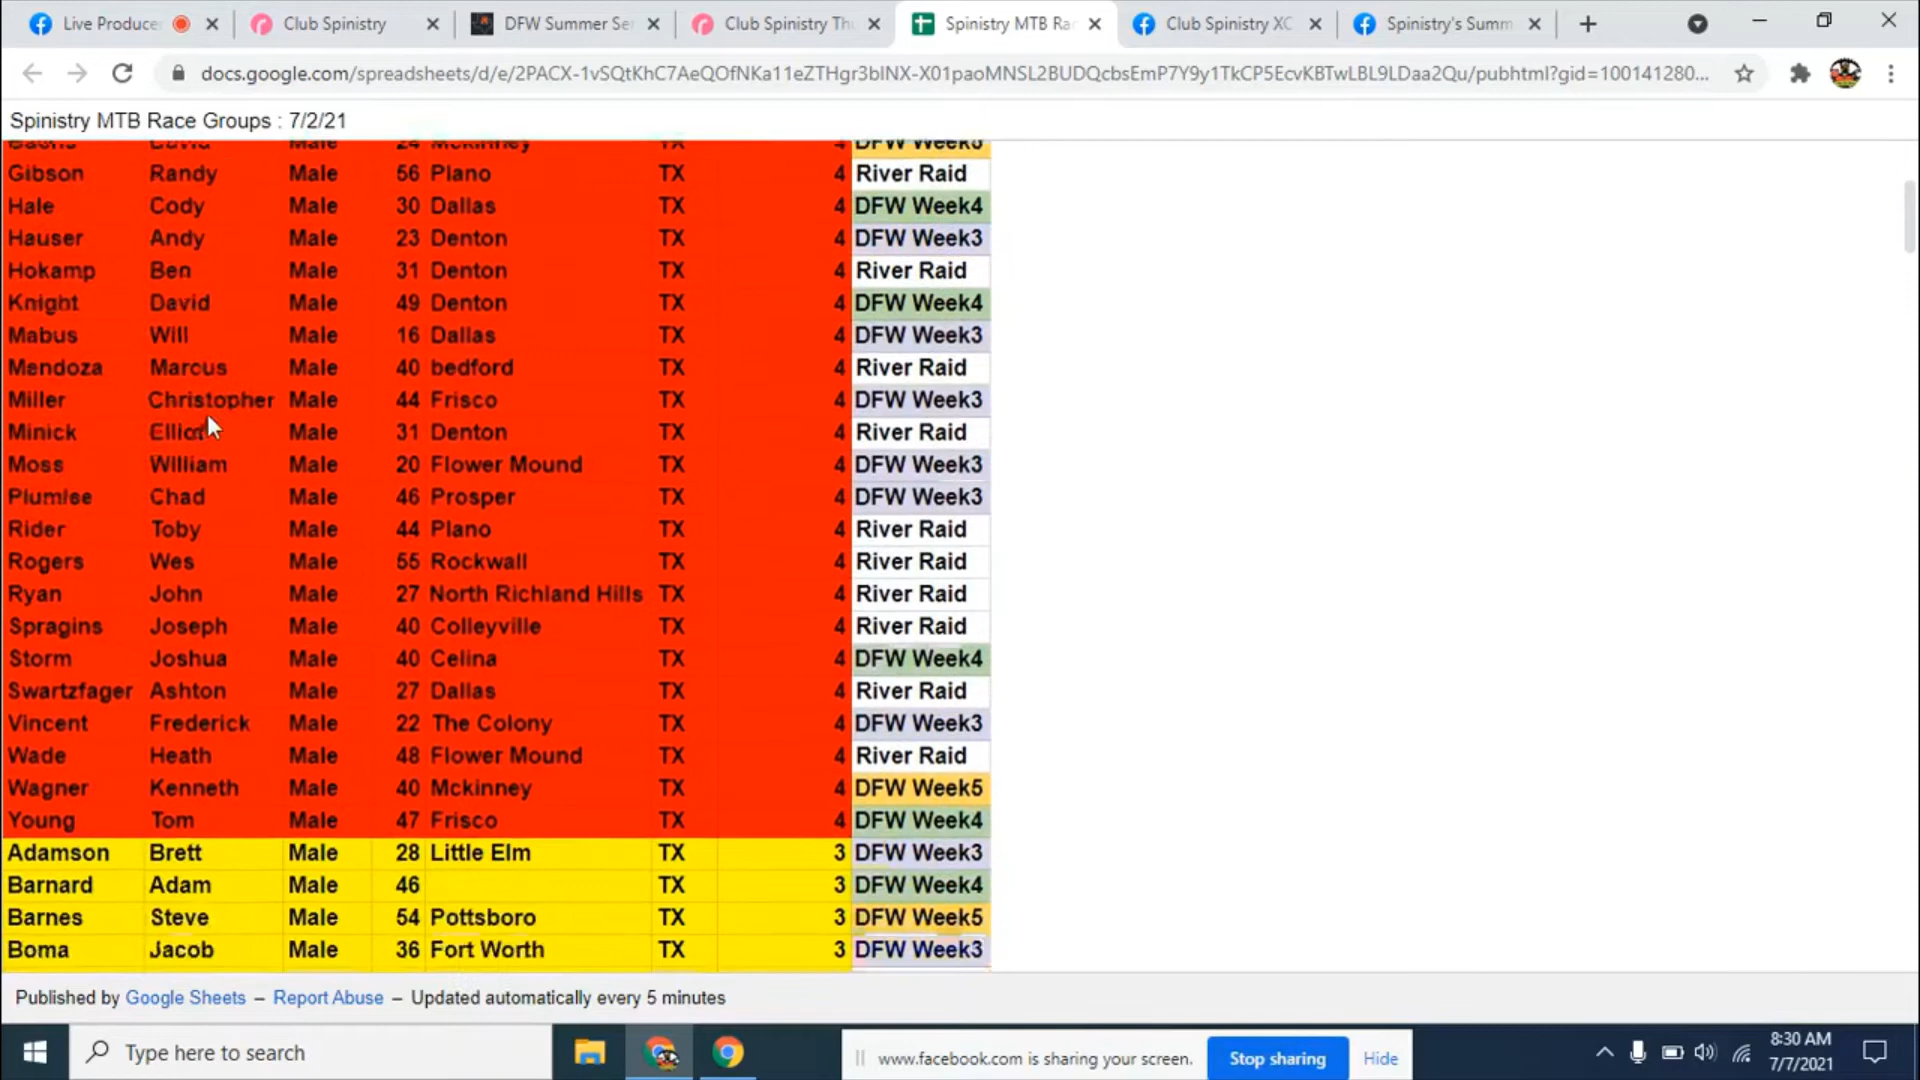 Live Produce Club Spinistry DFW Summer Se Club Spinistry Th Spinistry MTB Ra Club Spinistry XC Spinistry's Summ
docs.google.com/spreadsheets/d/e/2PACX-1vSQtKhC7AeQOfNKa11eZTHgr3blNX-X01paoMNSL2BUDQcbsEmP7Y9y1TkCP5EcvKBTwLBL9LDaa2Qu/pubhtml?gid=100141280...
Spinistry MTB Race Groups : 7/2/21
David Male 24 Mckinney TX 4 DFW Week5
Gibson Randy Male 56 Plano TX 4 River Raid
Hale Cody Male 30 Dallas TX 4 DFW Week4
Hauser Andy Male 23 Denton TX 4 DFW Week3
Hokamp Ben Male 31 Denton TX 4 River Raid
Knight David Male 49 Denton TX 4 DFW Week4
Mabus Will Male 16 Dallas TX 4 DFW Week3
Mendoza Marcus Male 40 bedford TX 4 River Raid
Miller Christopher Male 44 Frisco TX 4 DFW Week3
Minick Male 31 Denton TX 4 River Raid
Moss William Male 20 Flower Mound TX 4 DFW Week3
Plumlse Chad Male 46 Prosper TX 4 DFW Week3
Rider Toby Male 44 Plano TX 4 River Raid
Rogers Wes Male 55 Rockwall TX 4 River Raid
Ryan John Male 27 North Richland Hills TX 4 River Raid
Spragins Joseph Male 40 Colleyville TX 4 River Raid
Storm Joshua Male 40 Celina TX 4 DFW Week4
Swartzfager Ashton Male 27 Dallas TX 4 River Raid
Vincent Frederick Male 22 The Colony TX 4 DFW Week3
Wade Heath Male 48 Flower Mound TX 4 River Raid
Wagner Kenneth Male 40 Mckinney TX 4 DFW Week5
Young Tom Male 47 Frisco TX 4 DFW Week4
Adamson Brett Male 28 Little Elm TX 3 DFW Week3
Barnard Adam Male 46 TX 3 DFW Week4
Barnes Steve Male 54 Pottsboro TX 3 DFW Week5
Boma Jacob Male 36 Fort Worth TX 3 DFW Week3
Published by Google Sheets – Report Abuse – Updated automatically every 5 minutes
Type here to search www.facebook.com is sharing your screen. Stop sharing Hide 8:30 AM
7/7/2021